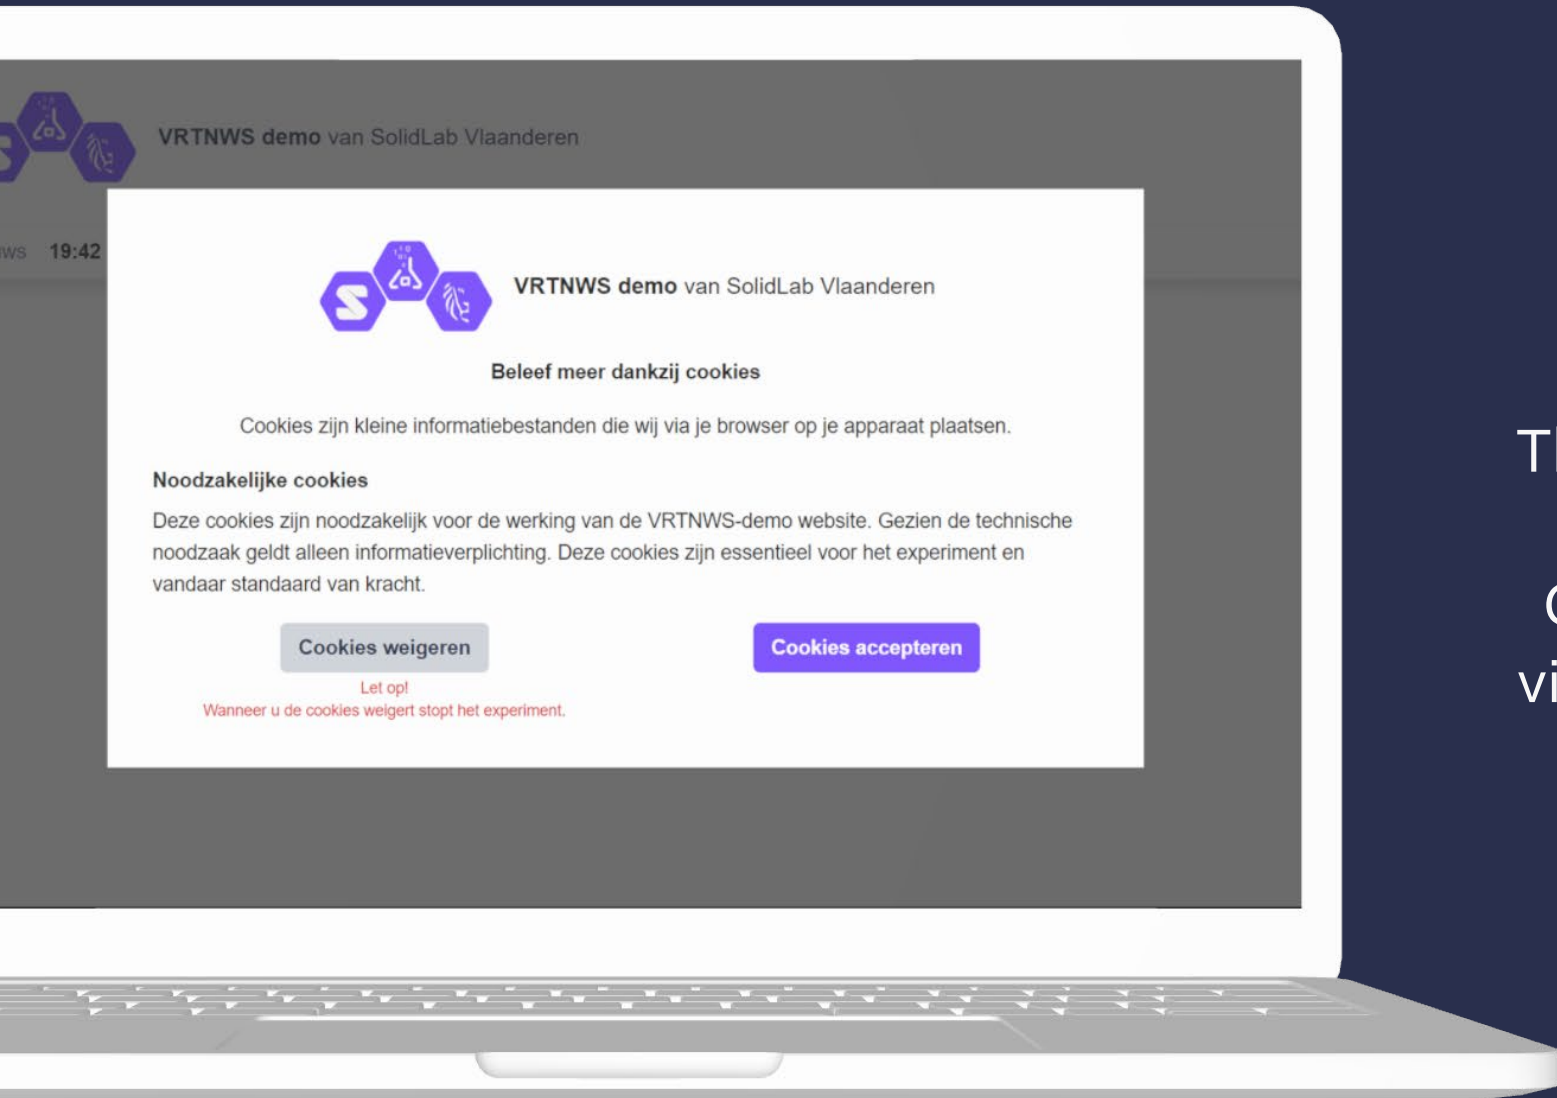 VRTNWS demo van SolidLab Vlaanderen
19:42
VRTNWS demo van SolidLab Vlaanderen
Beleef meer dankzij cookies
Cookies zijn kleine informatiebestanden die wij via je browser op je apparaat plaatsen.
Noodzakelijke cookies
Deze cookies zijn noodzakelijk voor de werking van de VRTNWS-demo website. Gezien de technische
noodzaak geldt alleen informatieverplichting. Deze cookies zijn essentieel voor het experiment en
vandaar standaard van kracht.
Cookies weigeren
Cookies accepteren
Let op!
Wanneer u de cookies weigert stopt het experiment.